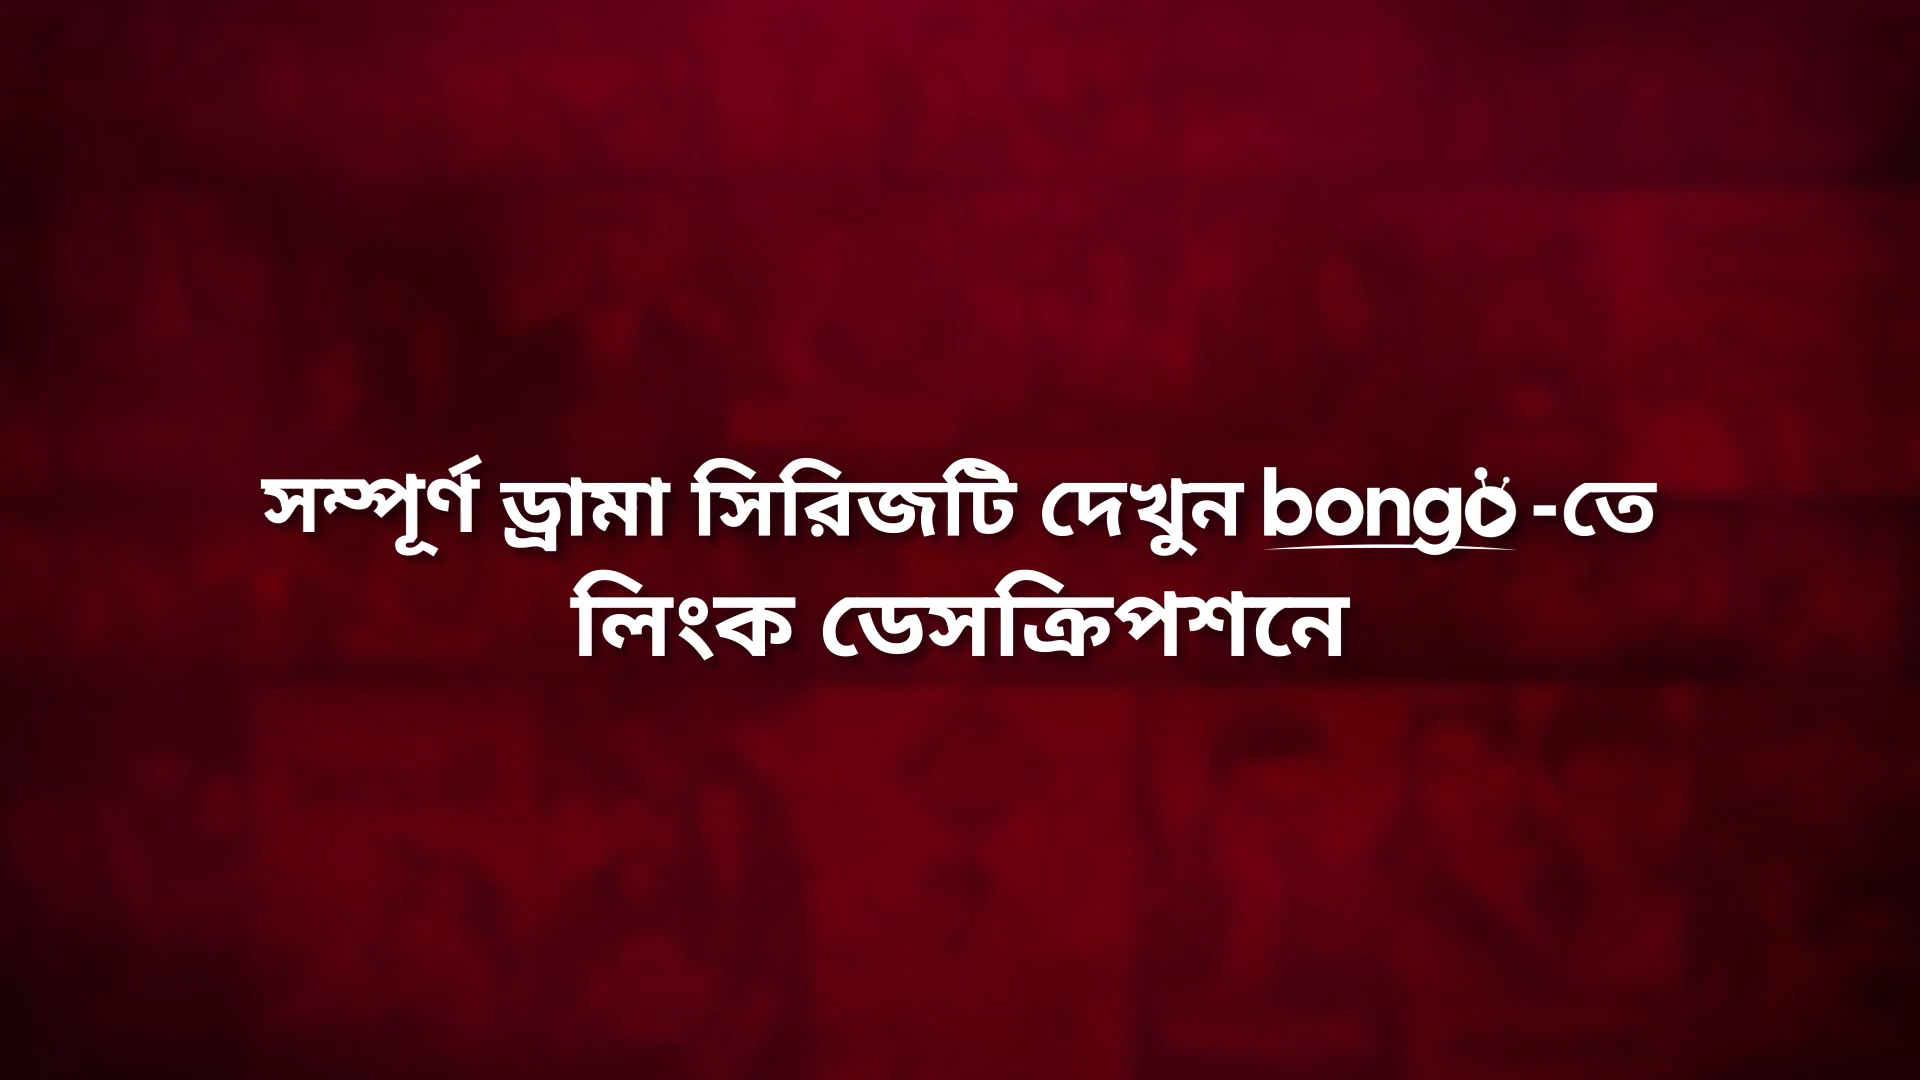 সম্পূর্ণ ড্রামা সিরিজটি দেখুন bongo -তে
লিংক ডেসক্রিপশনে